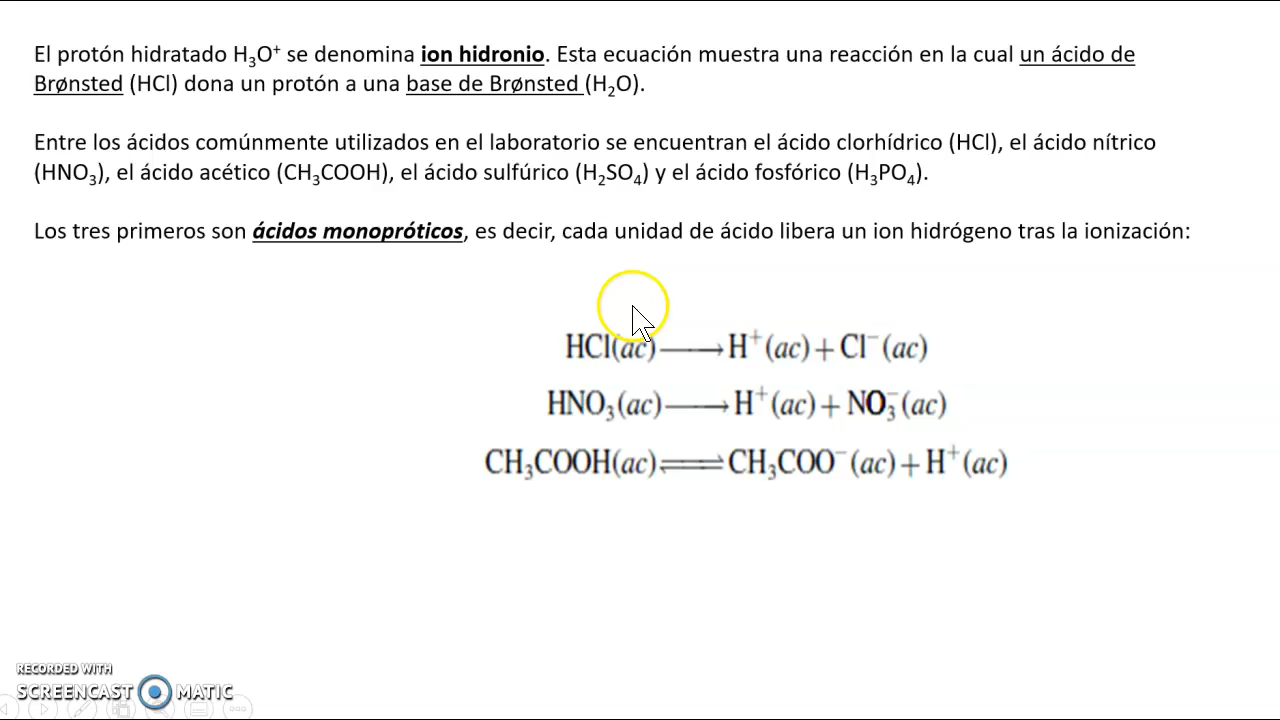 El protón hidratado H₃O⁺ se denomina ion hidronio. Esta ecuación muestra una reacción en la cual un ácido de
Brønsted (HCl) dona un protón a una base de Brønsted (H₂O).
Entre los ácidos comúnmente utilizados en el laboratorio se encuentran el ácido clorhídrico (HCl), el ácido nítrico
(HNO₃), el ácido acético (CH₃COOH), el ácido sulfúrico (H₂SO₄) y el ácido fosfórico (H₃PO₄).
Los tres primeros son ácidos monopróticos, es decir, cada unidad de ácido libera un ion hidrógeno tras la ionización:
HCl(ac) ⟶ H⁺(ac) + Cl⁻(ac)
HNO₃(ac) ⟶ H⁺(ac) + NO₃⁻(ac)
CH₃COOH(ac) ⇌ CH₃COO⁻(ac) + H⁺(ac)
RECORDED WITH
SCREENCAST MATIC